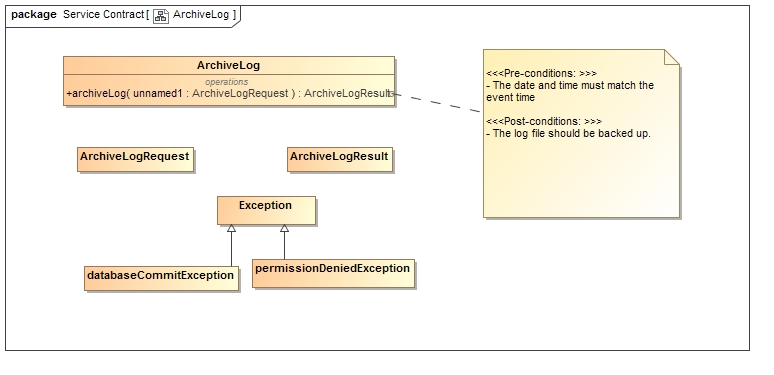 package Service Contract [ ArchiveLog ]
ArchiveLog
operations
+archiveLog( unnamed1 : ArchiveLogRequest ) : ArchiveLogResult
<<<Pre-conditions: >>>
- The date and time must match the
event time
<<<Post-conditions: >>>
- The log file should be backed up.
ArchiveLogRequest
ArchiveLogResult
Exception
databaseCommitException
permissionDeniedException